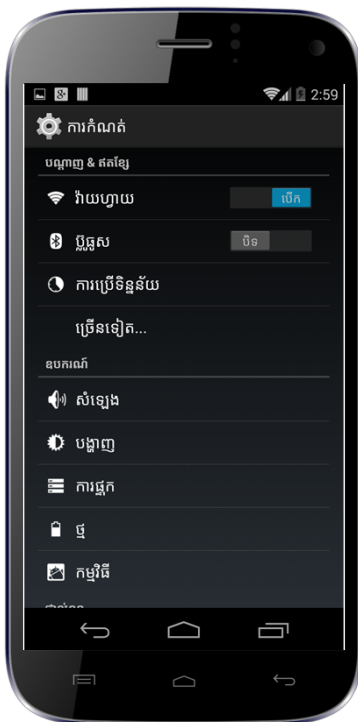 2:59
ការកំណត់
បណ្ដាញ & ឥតខ្សែ
វ៉ាយហ្វាយ
បើក
ប៊្លូធូស
បិទ
ការប្រើទិន្នន័យ
ច្រើនទៀត...
ឧបករណ៍
សំឡេង
បង្ហាញ
ការផ្ទុក
ថ្ម
កម្មវិធី